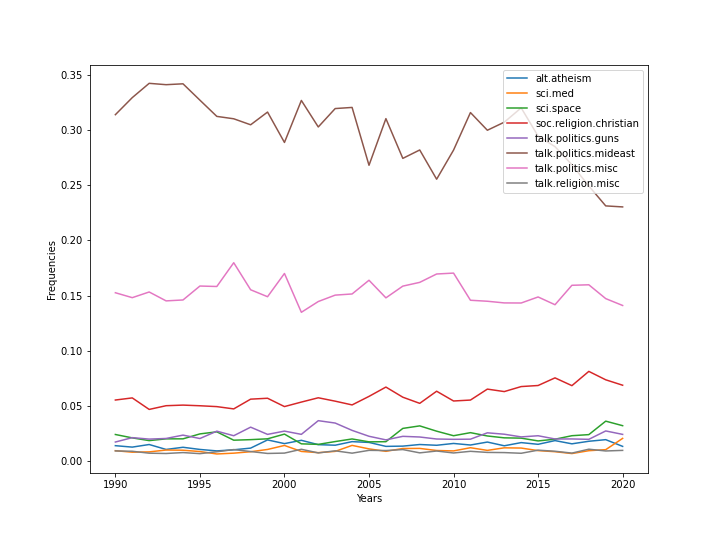 0.35
0.30
0.25
0.20
0.15
0.10
0.05
0.00
Frequencies
1990 1995 2000 2005 2010 2015 2020
Years
alt.atheism
sci.med
sci.space
soc.religion.christian
talk.politics.guns
talk.politics.mideast
talk.politics.misc
talk.religion.misc